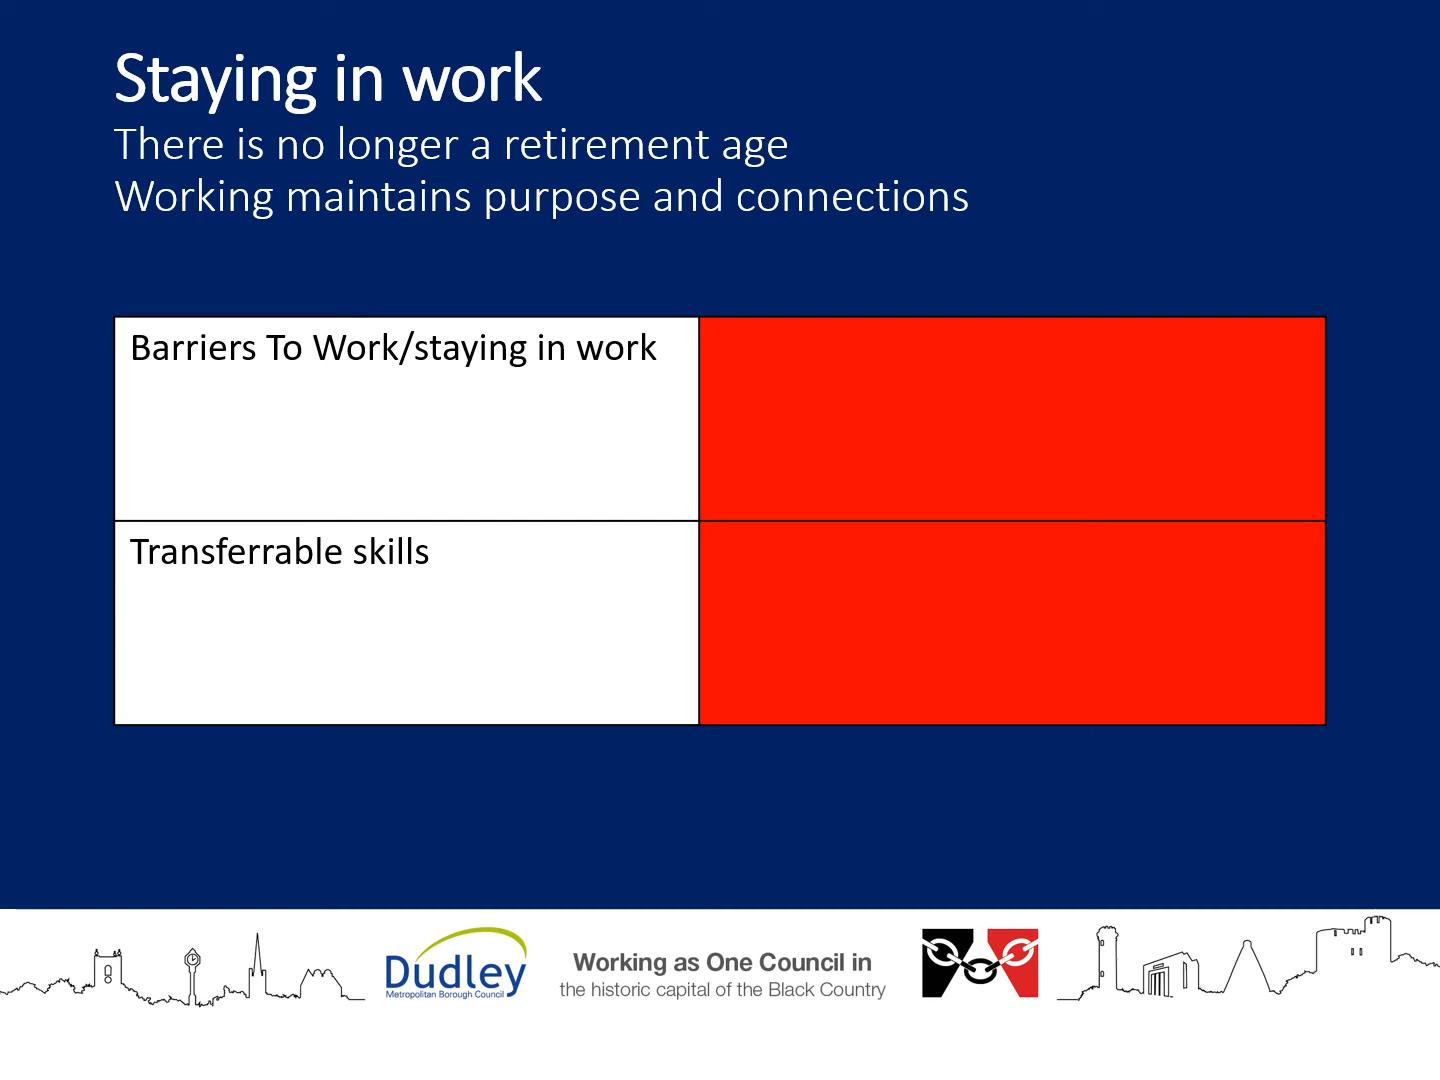 Staying in work
There is no longer a retirement age
Working maintains purpose and connections
Barriers To Work/staying in work
Transferrable skills
Dudley
Metropolitan Borough Council
Working as One Council in
the historic capital of the Black Country